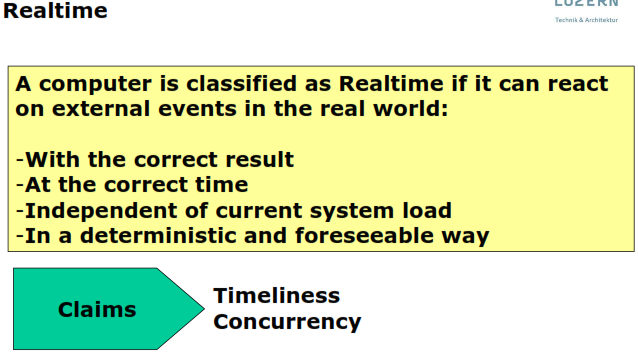 Realtime
LUZERN
Technik & Architektur
A computer is classified as Realtime if it can react
on external events in the real world:
-With the correct result
-At the correct time
-Independent of current system load
-In a deterministic and foreseeable way
Claims
Timeliness
Concurrency